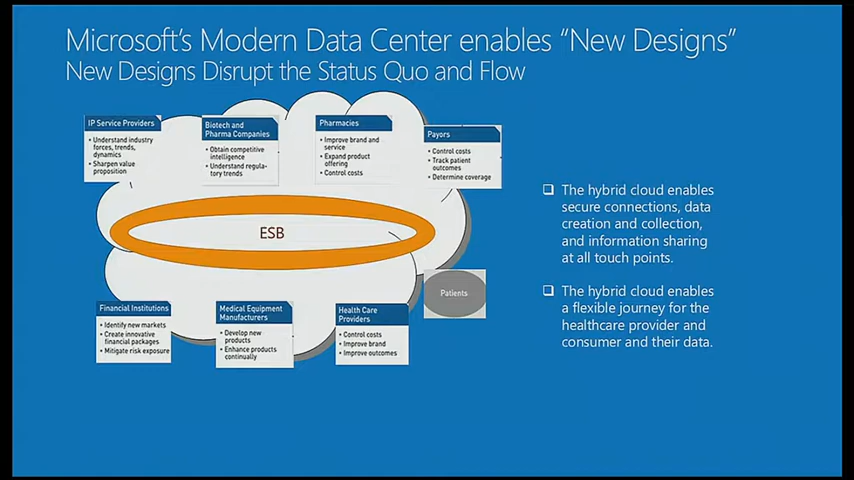 Microsoft's Modern Data Center enables "New Designs"
New Designs Disrupt the Status Quo and Flow
IP Service Providers
• Understand industry
forces, trends,
dynamics
• Sharpen value
proposition
Biotech and
Pharma Companies
• Obtain competitive
intelligence
• Understand regula-
tory trends
Pharmacies
• Improve brand and
service
• Expand product
offering
• Control costs
Payors
• Control costs
• Track patient
outcomes
• Determine coverage
ESB
Patients
Financial Institutions
• Identify new markets
• Create innovative
financial packages
• Mitigate risk exposure
Medical Equipment
Manufacturers
• Develop new
products
• Enhance products
continually
Health Care
Providers
• Control costs
• Improve brand
• Improve outcomes
❑ The hybrid cloud enables
secure connections, data
creation and collection,
and information sharing
at all touch points.
❑ The hybrid cloud enables
a flexible journey for the
healthcare provider and
consumer and their data.